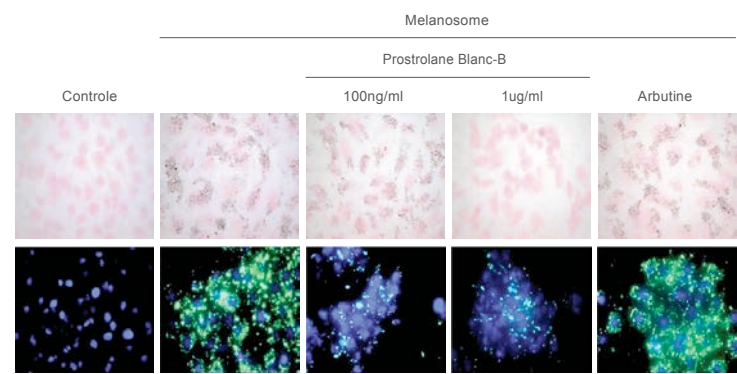 Melanosome
Prostrolane Blanc-B
Controle
100ng/ml
1ug/ml
Arbutine